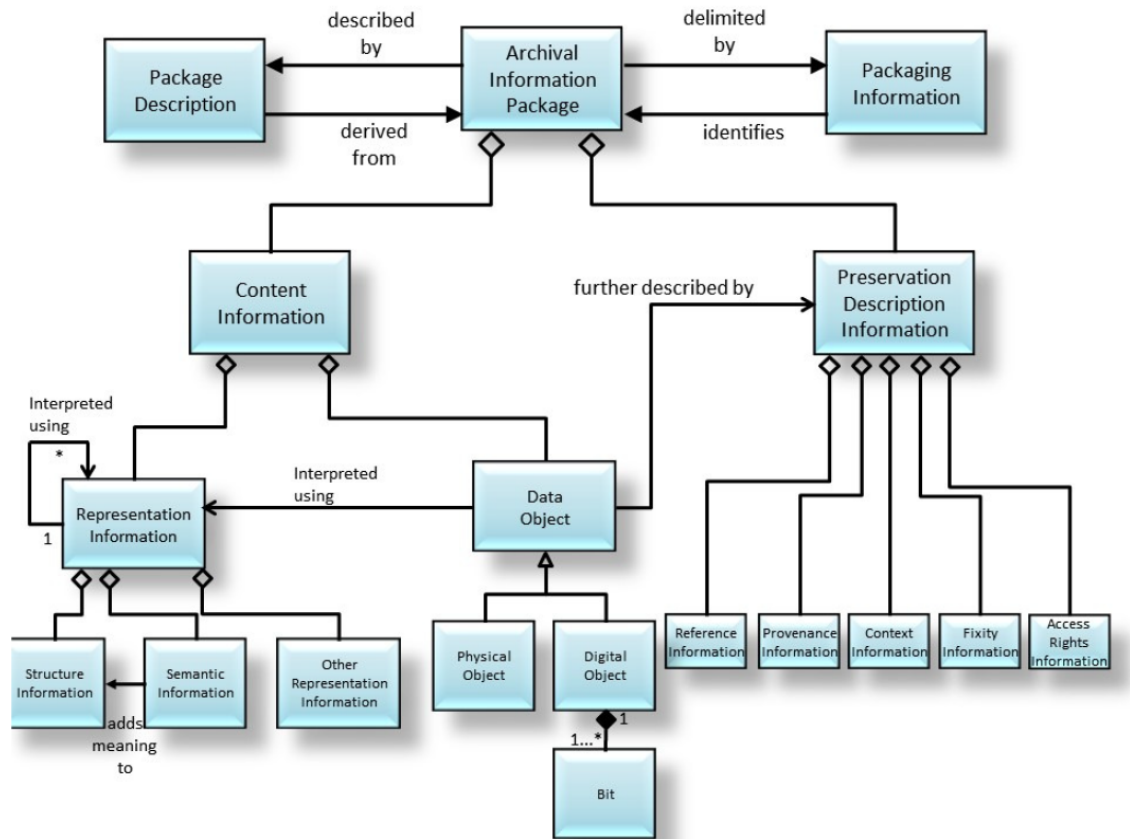 described
by
Archival
Information
Package
delimited
by
Package
Description
Packaging
Information
derived
from
identifies
Content
Information
further described by
Preservation
Description
Information
Interpreted
using
*
1
Representation
Information
Interpreted
using
Data
Object
Structure
Information
Semantic
Information
Other
Representation
Information
adds
meaning
to
Physical
Object
Digital
Object
1
1...*
Bit
Reference
Information
Provenance
Information
Context
Information
Fixity
Information
Access
Rights
Information